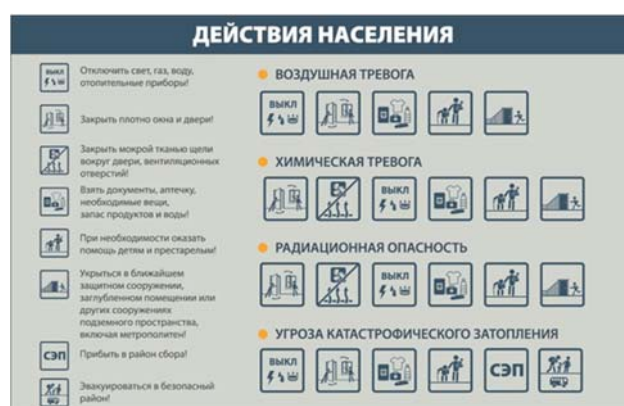 ДЕЙСТВИЯ НАСЕЛЕНИЯ
ВЫКЛ
Отключить свет, газ, воду,
отопительные приборы!
Закрыть плотно окна и двери!
Закрыть мокрой тканью щели
вокруг двери, вентиляционных
отверстий!
Взять документы, аптечку,
необходимые вещи,
запас продуктов и воды!
При необходимости оказать
помощь детям и престарелым!
Укрыться в ближайшем
защитном сооружении,
заглубленном помещении или
других сооружениях
подземного пространства,
включая метрополитен!
СЭП
Прибыть в район сбора!
Эвакуироваться в безопасный
район!
ВОЗДУШНАЯ ТРЕВОГА
ВЫКЛ
ХИМИЧЕСКАЯ ТРЕВОГА
ВЫКЛ
РАДИАЦИОННАЯ ОПАСНОСТЬ
ВЫКЛ
УГРОЗА КАТАСТРОФИЧЕСКОГО ЗАТОПЛЕНИЯ
ВЫКЛ
СЭП